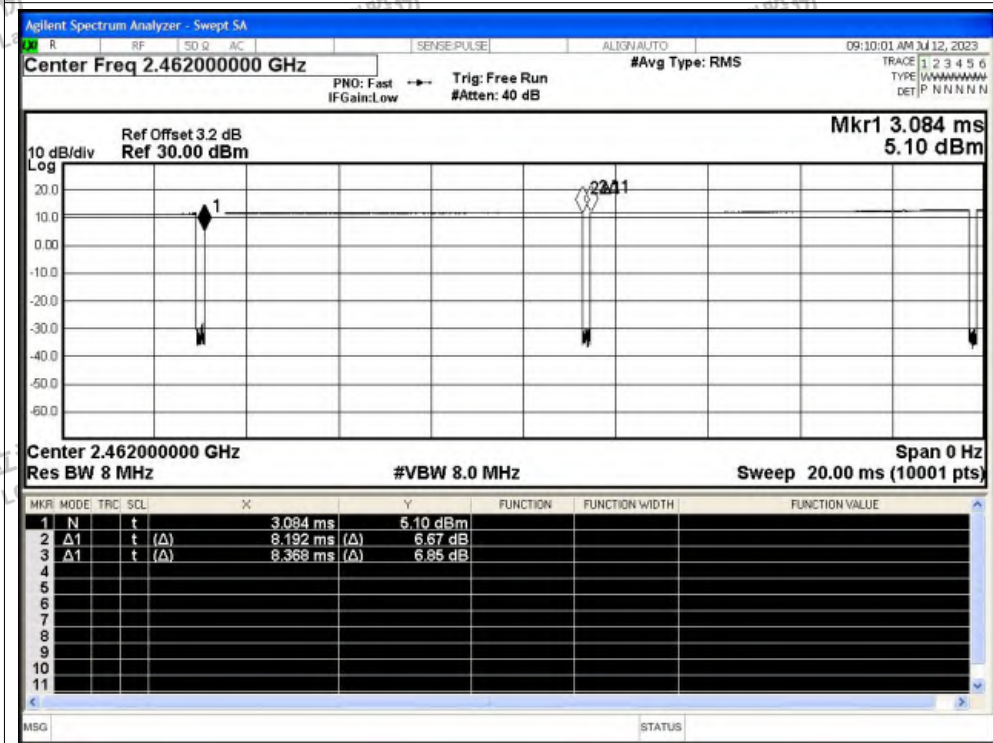 Agilent Spectrum Analyzer - Swept SA
R RF 50 Ω AC SENSE:PULSE ALIGN AUTO 09:10:01 AM Jul 12, 2023
Center Freq 2.462000000 GHz #Avg Type: RMS TRACE 1 2 3 4 5 6
PNO: Fast Trig: Free Run TYPE
IFGain:Low #Atten: 40 dB DET P N N N N N
Mkr1 3.084 ms
Ref Offset 3.2 dB
10 dB/div Ref 30.00 dBm 5.10 dBm
Log
20.0
1
10.0
0.00
-10.0
-20.0
-30.0
-40.0
-50.0
-60.0
Center 2.462000000 GHz Span 0 Hz
Res BW 8 MHz #VBW 8.0 MHz Sweep 20.00 ms (10001 pts)
MKR MODE TRC SCL X Y FUNCTION FUNCTION WIDTH FUNCTION VALUE
1 N t 3.084 ms 5.10 dBm
2 Δ1 t (Δ) 8.192 ms (Δ) 6.67 dB
3 Δ1 t (Δ) 8.368 ms (Δ) 6.85 dB
4
5
6
7
8
9
10
11
MSG STATUS